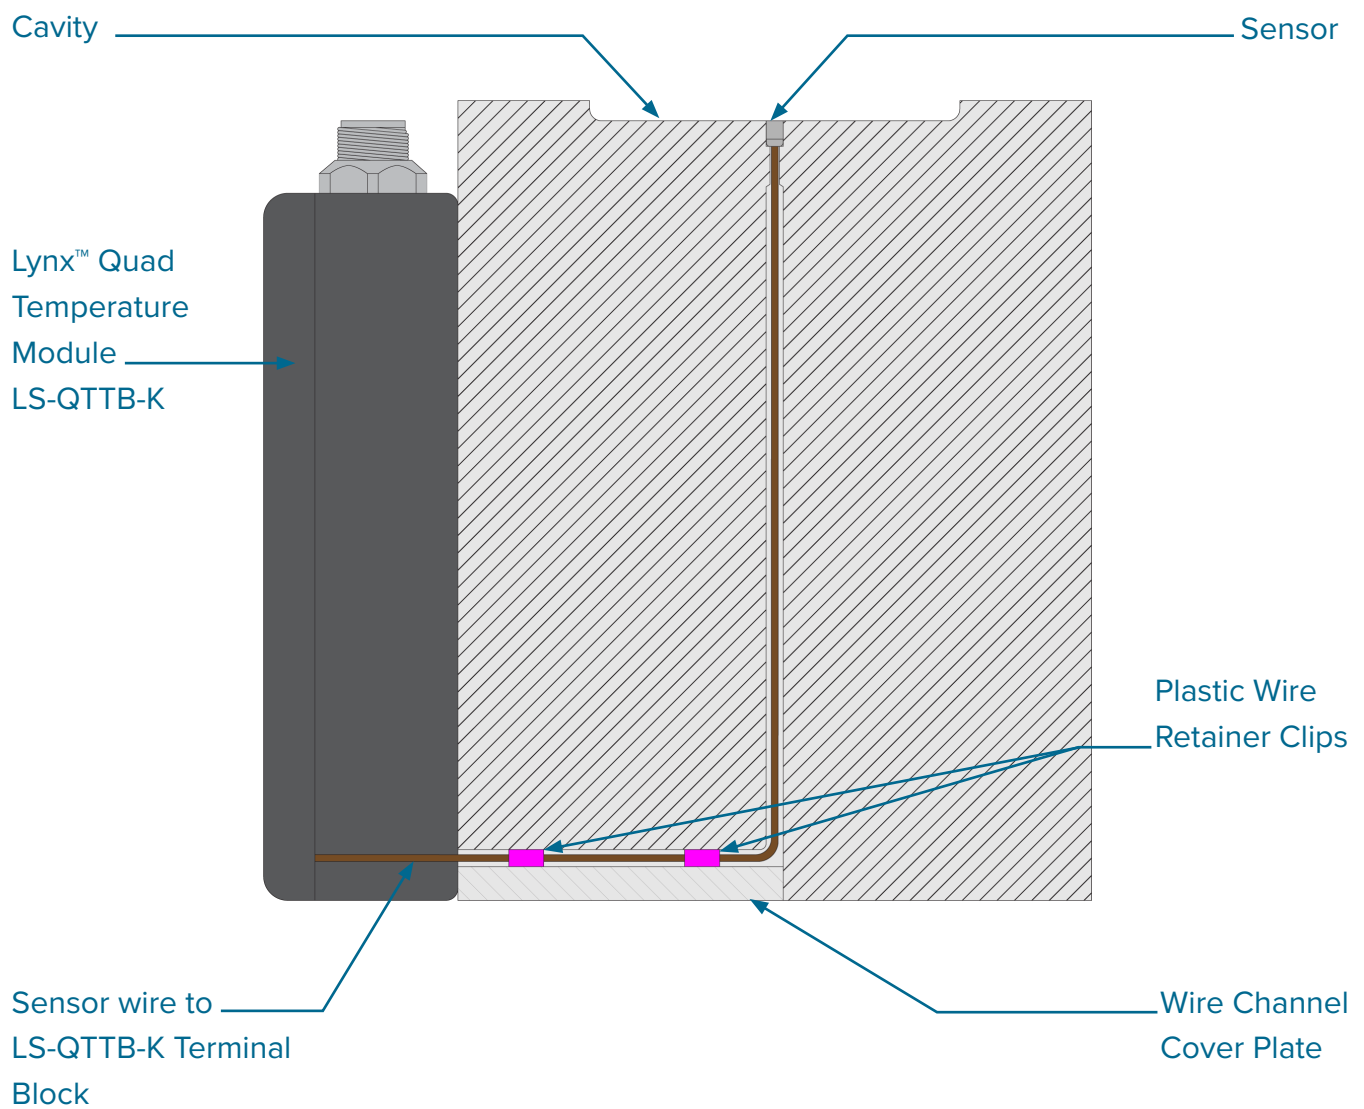 Cavity
Sensor
Lynx™ Quad
Temperature
Module
LS-QTTB-K
Plastic Wire
Retainer Clips
Sensor wire to
LS-QTTB-K Terminal
Block
Wire Channel
Cover Plate